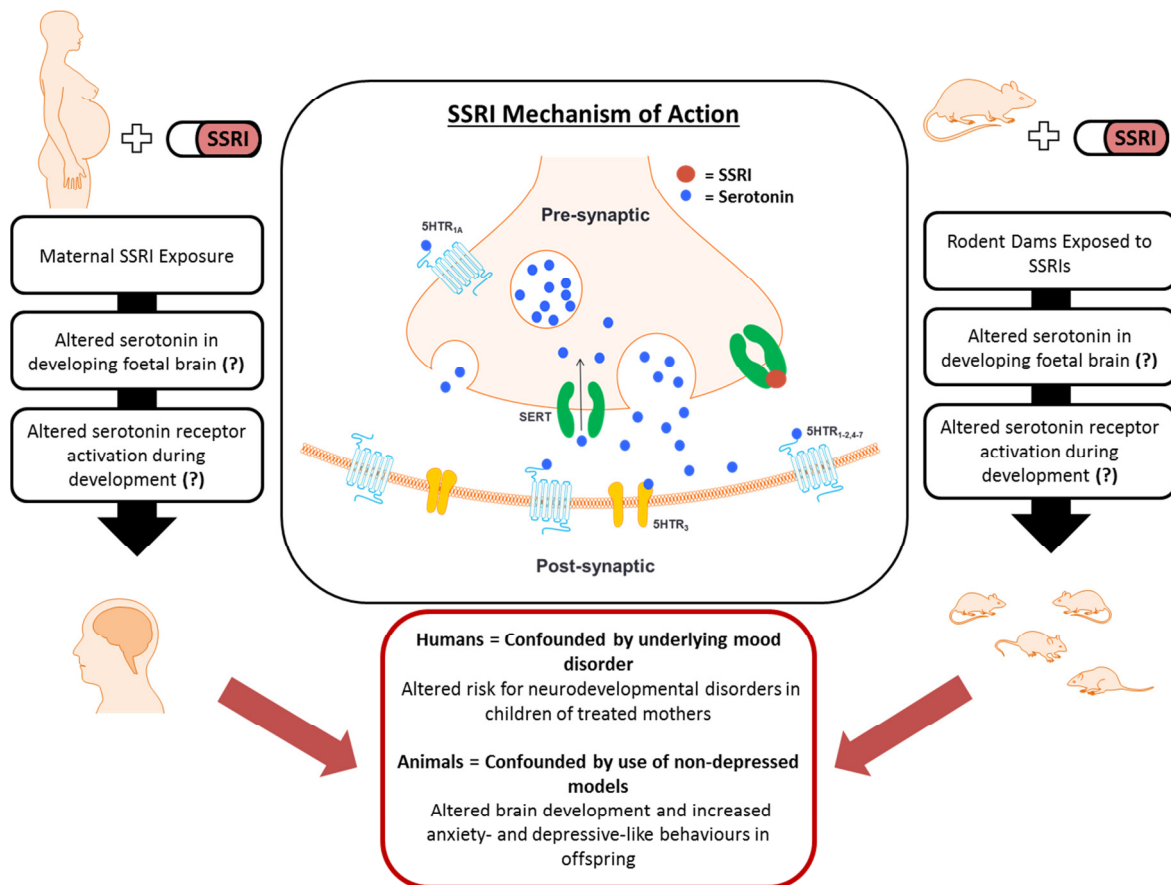 SSRI
Maternal SSRI Exposure
Altered serotonin in
developing foetal brain (?)
Altered serotonin receptor
activation during
development (?)
SSRI Mechanism of Action
= SSRI
= Serotonin
Pre-synaptic
5HTR1A
SERT
5HTR1-2,4-7
5HTR3
Post-synaptic
SSRI
Rodent Dams Exposed to
SSRIs
Altered serotonin in
developing foetal brain (?)
Altered serotonin receptor
activation during
development (?)
Humans = Confounded by underlying mood
disorder
Altered risk for neurodevelopmental disorders in
children of treated mothers
Animals = Confounded by use of non-depressed
models
Altered brain development and increased
anxiety- and depressive-like behaviours in
offspring